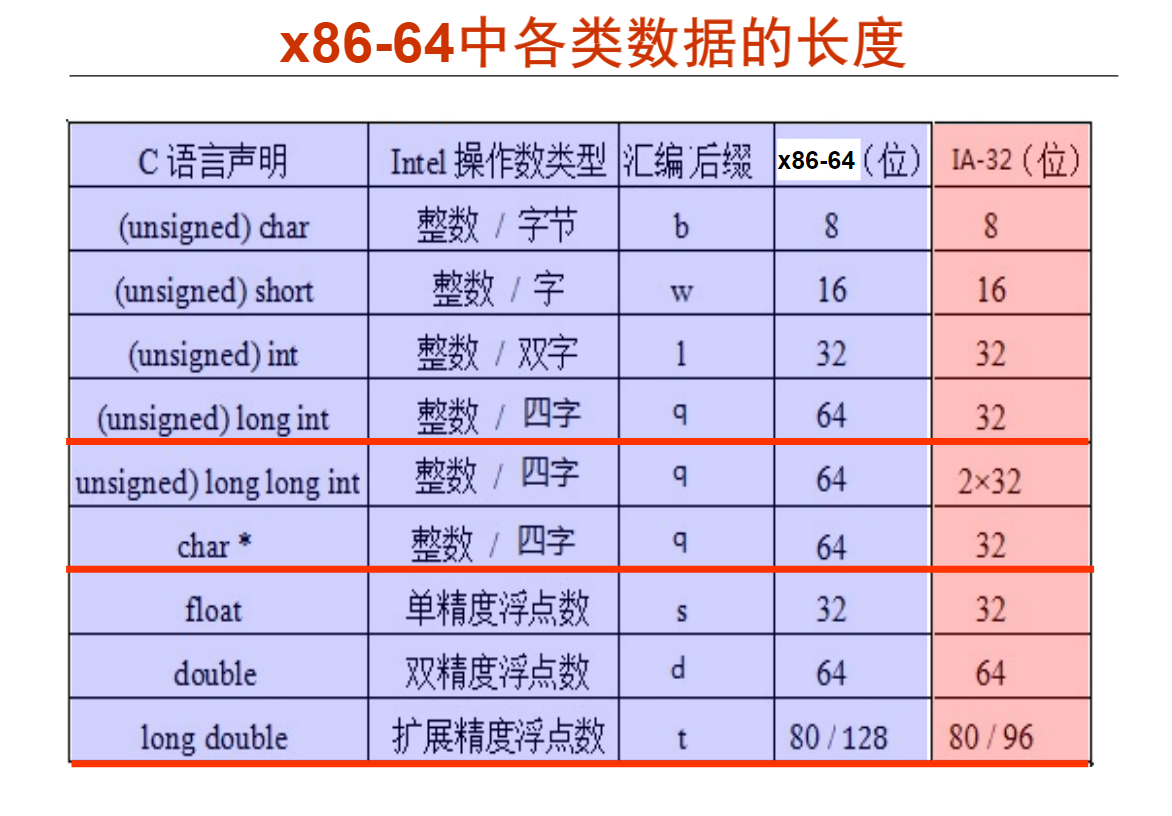 x86-64中各类数据的长度
C 语言声明 Intel 操作数类型 汇编后缀 x86-64（位） IA-32（位）
(unsigned) char 整数 / 字节 b 8 8
(unsigned) short 整数 / 字 w 16 16
(unsigned) int 整数 / 双字 l 32 32
(unsigned) long int 整数 / 四字 q 64 32
unsigned) long long int 整数 / 四字 q 64 2×32
char * 整数 / 四字 q 64 32
float 单精度浮点数 s 32 32
double 双精度浮点数 d 64 64
long double 扩展精度浮点数 t 80 / 128 80 / 96